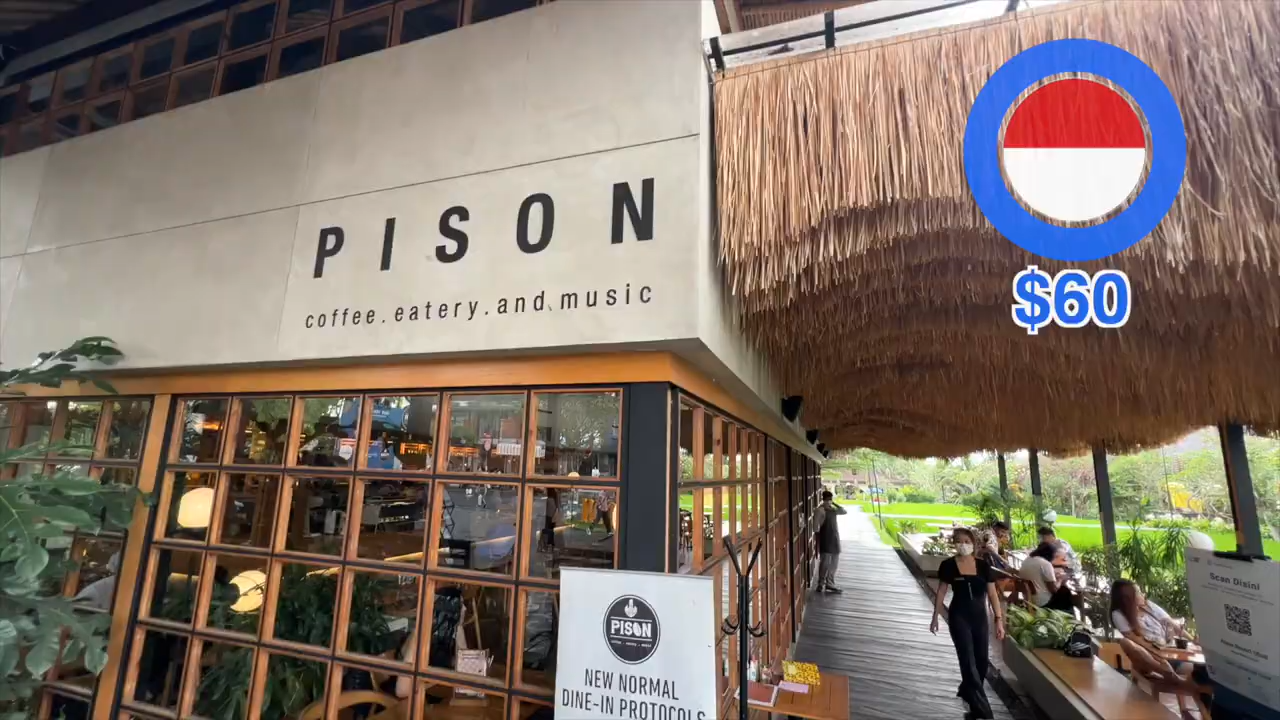 PISON
coffee.eatery.and.music
$60
PISON
NEW NORMAL
DINE-IN PROTOCOLS
Scan Disini